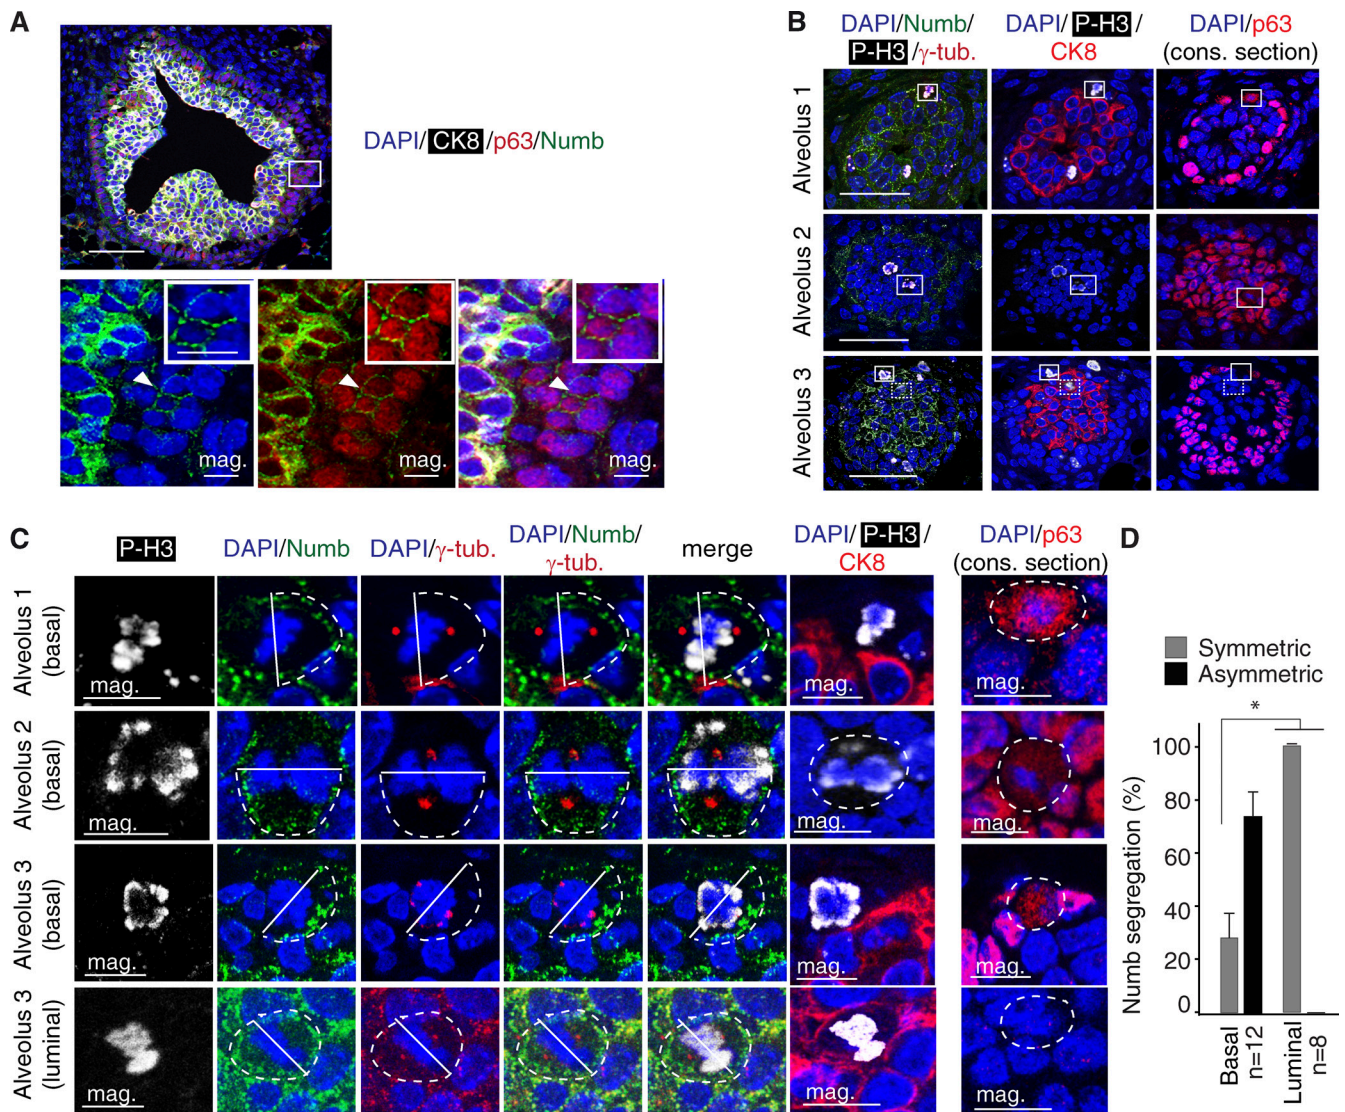 A
DAPI/CK8/p63/Numb
mag.
mag.
mag.
B
DAPI/Numb/
P-H3/γ-tub.
DAPI/P-H3/
CK8
DAPI/p63
(cons. section)
Alveolus 1
Alveolus 2
Alveolus 3
C
P-H3
DAPI/Numb
DAPI/γ-tub.
DAPI/Numb/
γ-tub.
merge
DAPI/P-H3/
CK8
DAPI/p63
(cons. section)
Alveolus 1
(basal)
mag.
mag.
mag.
Alveolus 2
(basal)
mag.
mag.
mag.
Alveolus 3
(basal)
mag.
mag.
mag.
Alveolus 3
(luminal)
mag.
mag.
mag.
D
Symmetric
Asymmetric
*
Numb segregation (%)
100
80
60
40
20
0
Basal
n=12
Luminal
n=8